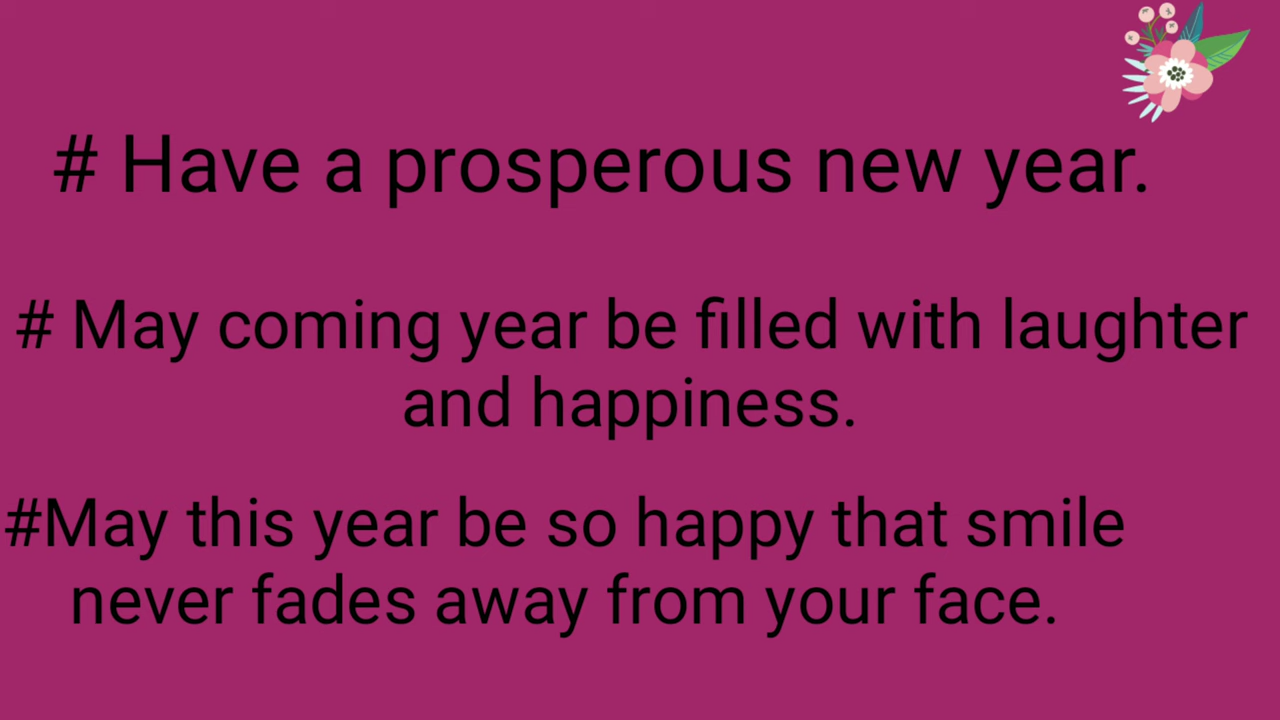 # Have a prosperous new year.
# May coming year be filled with laughter
and happiness.
#May this year be so happy that smile
never fades away from your face.